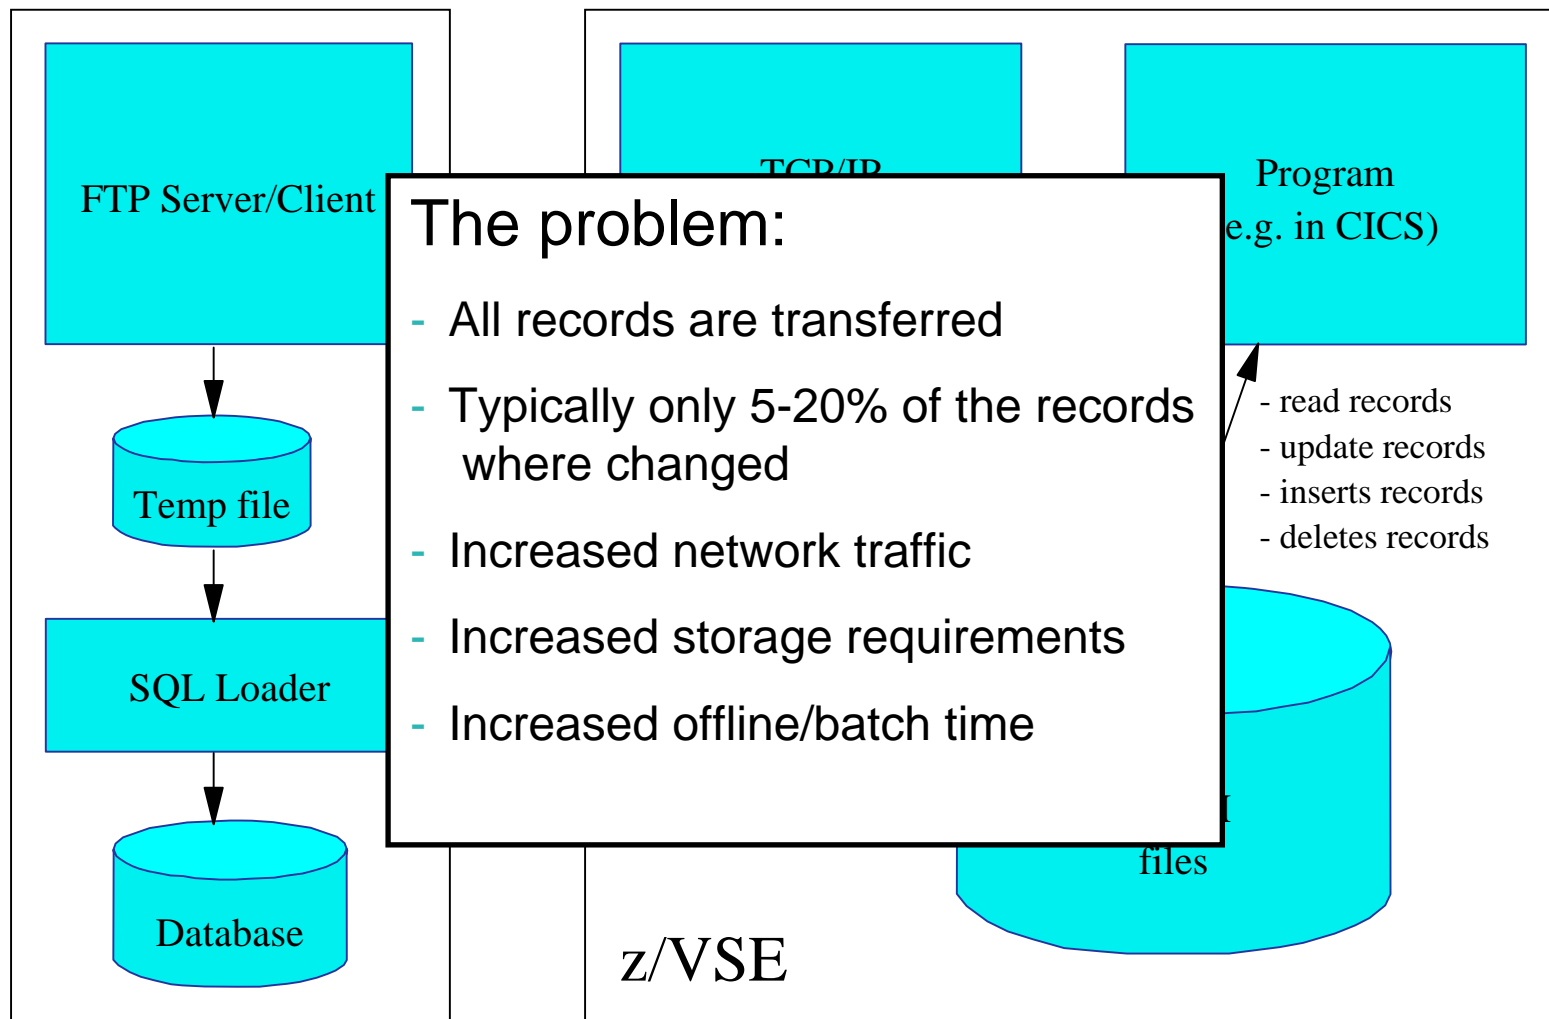 FTP Server/Client
Temp file
SQL Loader
Database
TCP/IP
Program
e.g. in CICS)
The problem:
- All records are transferred
- Typically only 5-20% of the records
where changed
- Increased network traffic
- Increased storage requirements
- Increased offline/batch time
- read records
- update records
- inserts records
- deletes records
files
z/VSE